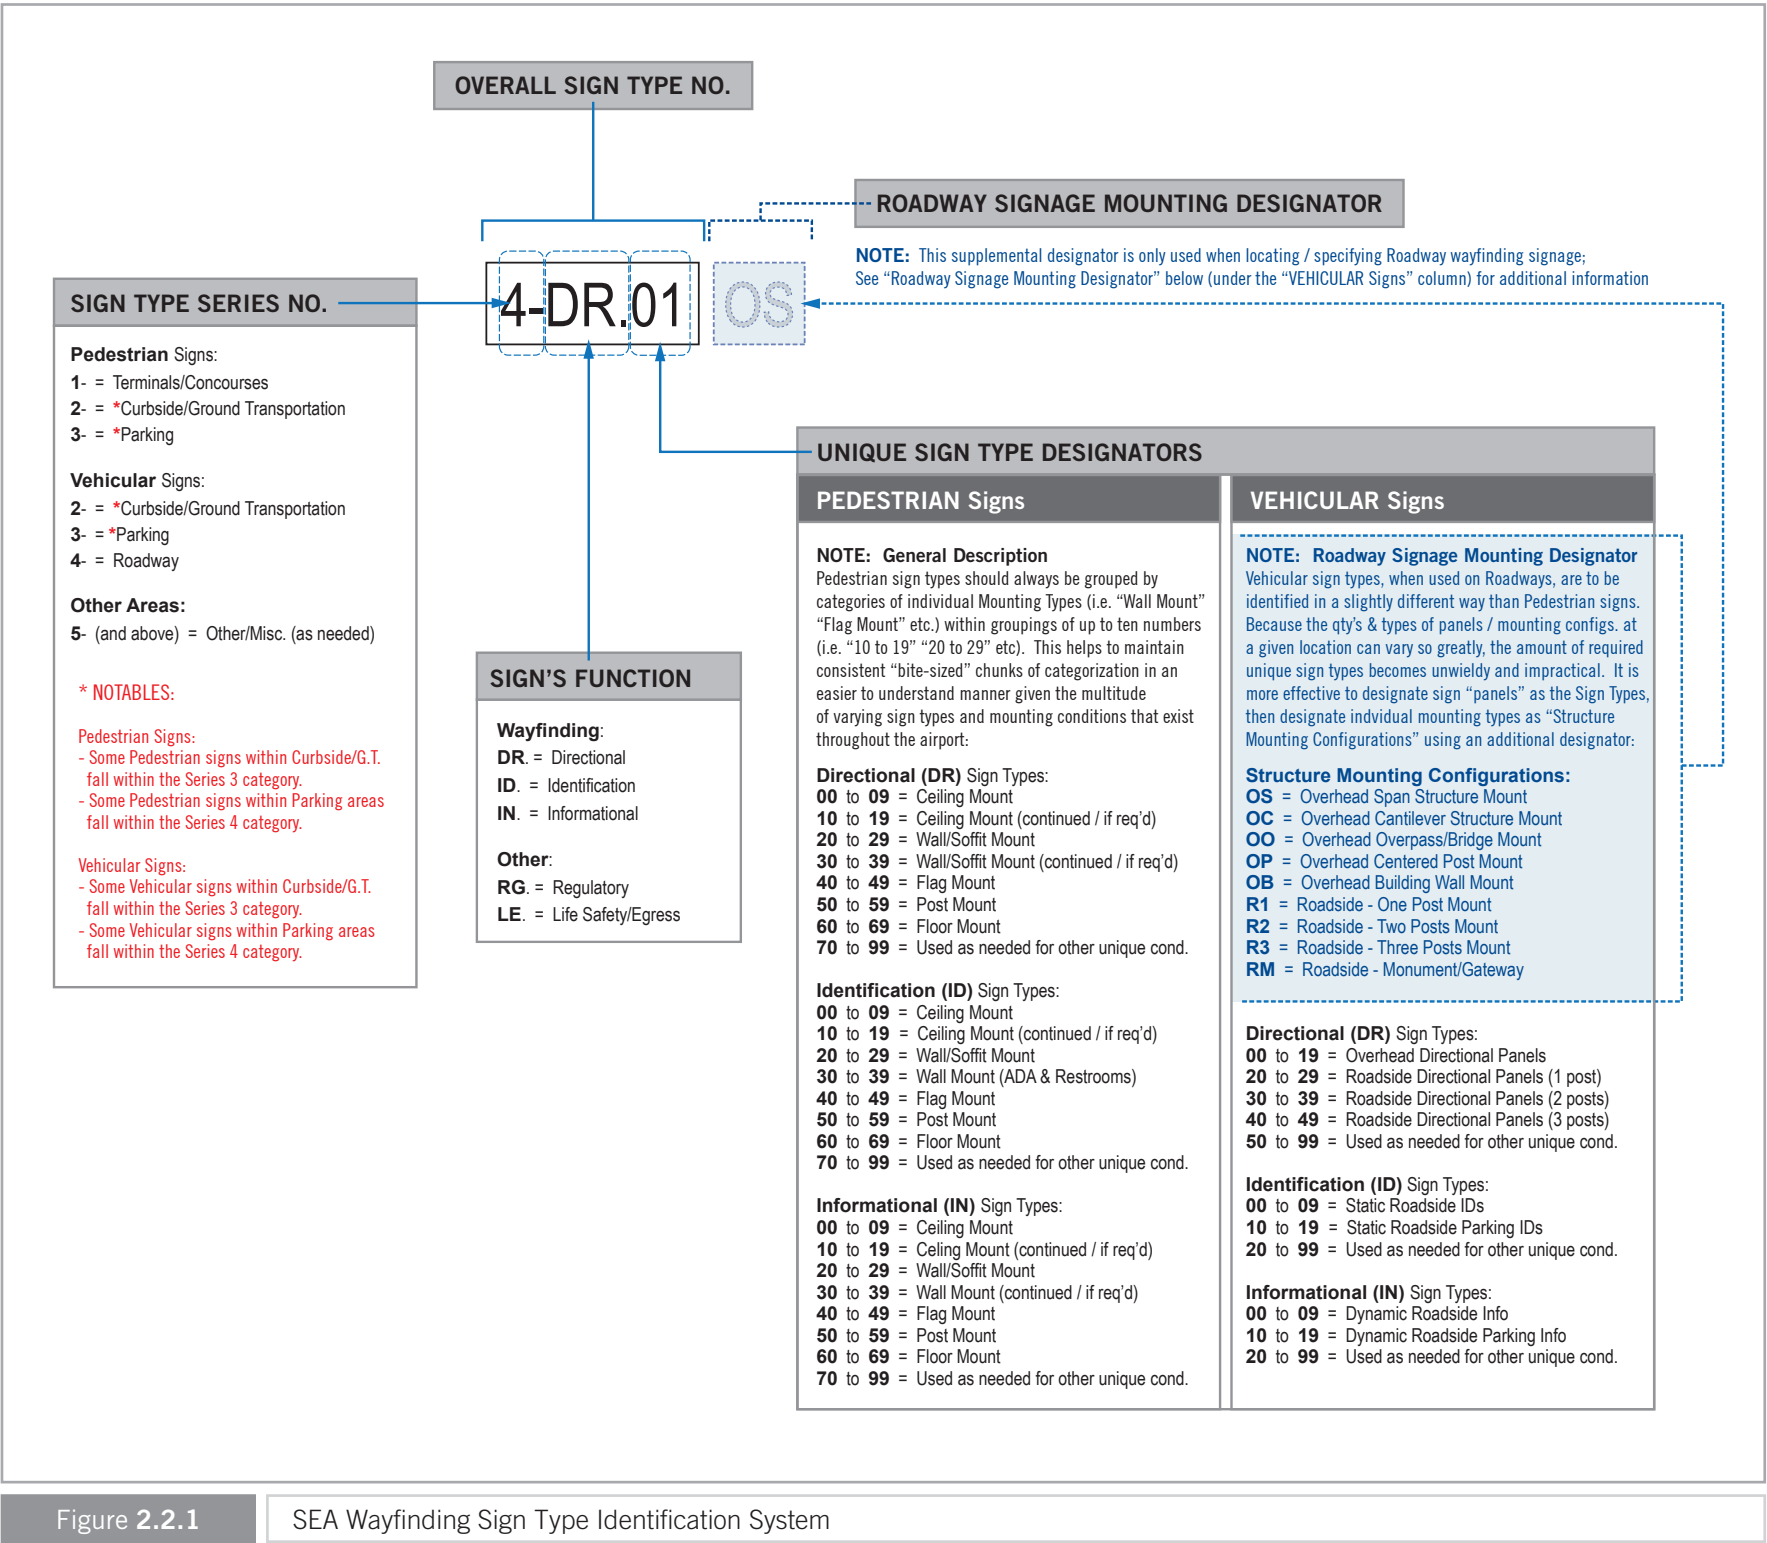 OVERALL SIGN TYPE NO.
ROADWAY SIGNAGE MOUNTING DESIGNATOR
NOTE: This supplemental designator is only used when locating / specifying Roadway wayfinding signage;
See “Roadway Signage Mounting Designator” below (under the “VEHICULAR Signs” column) for additional information
4-DR.01
OS
SIGN TYPE SERIES NO.
Pedestrian Signs:
1- = Terminals/Concourses
2- = *Curbside/Ground Transportation
3- = *Parking
Vehicular Signs:
2- = *Curbside/Ground Transportation
3- = *Parking
4- = Roadway
Other Areas:
5- (and above) = Other/Misc. (as needed)
* NOTABLES:
Pedestrian Signs:
- Some Pedestrian signs within Curbside/G.T.
fall within the Series 3 category.
- Some Pedestrian signs within Parking areas
fall within the Series 4 category.
Vehicular Signs:
- Some Vehicular signs within Curbside/G.T.
fall within the Series 3 category.
- Some Vehicular signs within Parking areas
fall within the Series 4 category.
SIGN’S FUNCTION
Wayfinding:
DR. = Directional
ID. = Identification
IN. = Informational
Other:
RG. = Regulatory
LE. = Life Safety/Egress
UNIQUE SIGN TYPE DESIGNATORS
PEDESTRIAN Signs
NOTE: General Description
Pedestrian sign types should always be grouped by
categories of individual Mounting Types (i.e. “Wall Mount”
“Flag Mount” etc.) within groupings of up to ten numbers
(i.e. “10 to 19” “20 to 29” etc). This helps to maintain
consistent “bite-sized” chunks of categorization in an
easier to understand manner given the multitude
of varying sign types and mounting conditions that exist
throughout the airport:
Directional (DR) Sign Types:
00 to 09 = Ceiling Mount
10 to 19 = Ceiling Mount (continued / if req’d)
20 to 29 = Wall/Soffit Mount
30 to 39 = Wall/Soffit Mount (continued / if req’d)
40 to 49 = Flag Mount
50 to 59 = Post Mount
60 to 69 = Floor Mount
70 to 99 = Used as needed for other unique cond.
Identification (ID) Sign Types:
00 to 09 = Ceiling Mount
10 to 19 = Ceiling Mount (continued / if req’d)
20 to 29 = Wall/Soffit Mount
30 to 39 = Wall Mount (ADA & Restrooms)
40 to 49 = Flag Mount
50 to 59 = Post Mount
60 to 69 = Floor Mount
70 to 99 = Used as needed for other unique cond.
Informational (IN) Sign Types:
00 to 09 = Ceiling Mount
10 to 19 = Celing Mount (continued / if req’d)
20 to 29 = Wall/Soffit Mount
30 to 39 = Wall Mount (continued / if req’d)
40 to 49 = Flag Mount
50 to 59 = Post Mount
60 to 69 = Floor Mount
70 to 99 = Used as needed for other unique cond.
VEHICULAR Signs
NOTE: Roadway Signage Mounting Designator
Vehicular sign types, when used on Roadways, are to be
identified in a slightly different way than Pedestrian signs.
Because the qty’s & types of panels / mounting configs. at
a given location can vary so greatly, the amount of required
unique sign types becomes unwieldy and impractical. It is
more effective to designate sign “panels” as the Sign Types,
then designate indvidual mounting types as “Structure
Mounting Configurations” using an additional designator:
Structure Mounting Configurations:
OS = Overhead Span Structure Mount
OC = Overhead Cantilever Structure Mount
OO = Overhead Overpass/Bridge Mount
OP = Overhead Centered Post Mount
OB = Overhead Building Wall Mount
R1 = Roadside - One Post Mount
R2 = Roadside - Two Posts Mount
R3 = Roadside - Three Posts Mount
RM = Roadside - Monument/Gateway
Directional (DR) Sign Types:
00 to 19 = Overhead Directional Panels
20 to 29 = Roadside Directional Panels (1 post)
30 to 39 = Roadside Directional Panels (2 posts)
40 to 49 = Roadside Directional Panels (3 posts)
50 to 99 = Used as needed for other unique cond.
Identification (ID) Sign Types:
00 to 09 = Static Roadside IDs
10 to 19 = Static Roadside Parking IDs
20 to 99 = Used as needed for other unique cond.
Informational (IN) Sign Types:
00 to 09 = Dynamic Roadside Info
10 to 19 = Dynamic Roadside Parking Info
20 to 99 = Used as needed for other unique cond.
Figure 2.2.1
SEA Wayfinding Sign Type Identification System